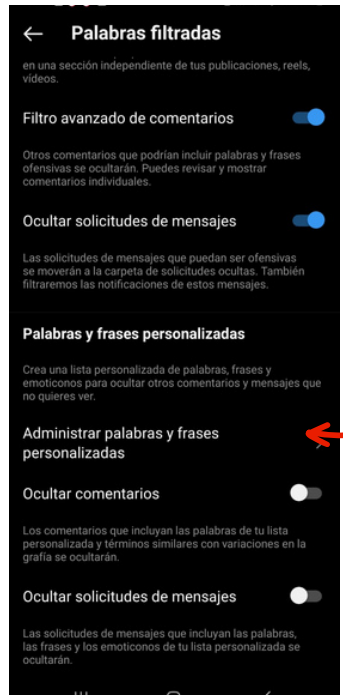 Palabras filtradas
en una sección independiente de tus publicaciones, reels,
vídeos.
Filtro avanzado de comentarios
Otros comentarios que podrían incluir palabras y frases
ofensivas se ocultarán. Puedes revisar y mostrar
comentarios individuales.
Ocultar solicitudes de mensajes
Las solicitudes de mensajes que puedan ser ofensivas
se moverán a la carpeta de solicitudes ocultas. También
filtraremos las notificaciones de estos mensajes.
Palabras y frases personalizadas
Crea una lista personalizada de palabras, frases y
emoticonos para ocultar otros comentarios y mensajes que
no quieres ver.
Administrar palabras y frases
personalizadas
Ocultar comentarios
Los comentarios que incluyan las palabras de tu lista
personalizada y términos similares con variaciones en la
grafía se ocultarán.
Ocultar solicitudes de mensajes
Las solicitudes de mensajes que incluyan las palabras,
las frases y los emoticonos de tu lista personalizada se
ocultarán.